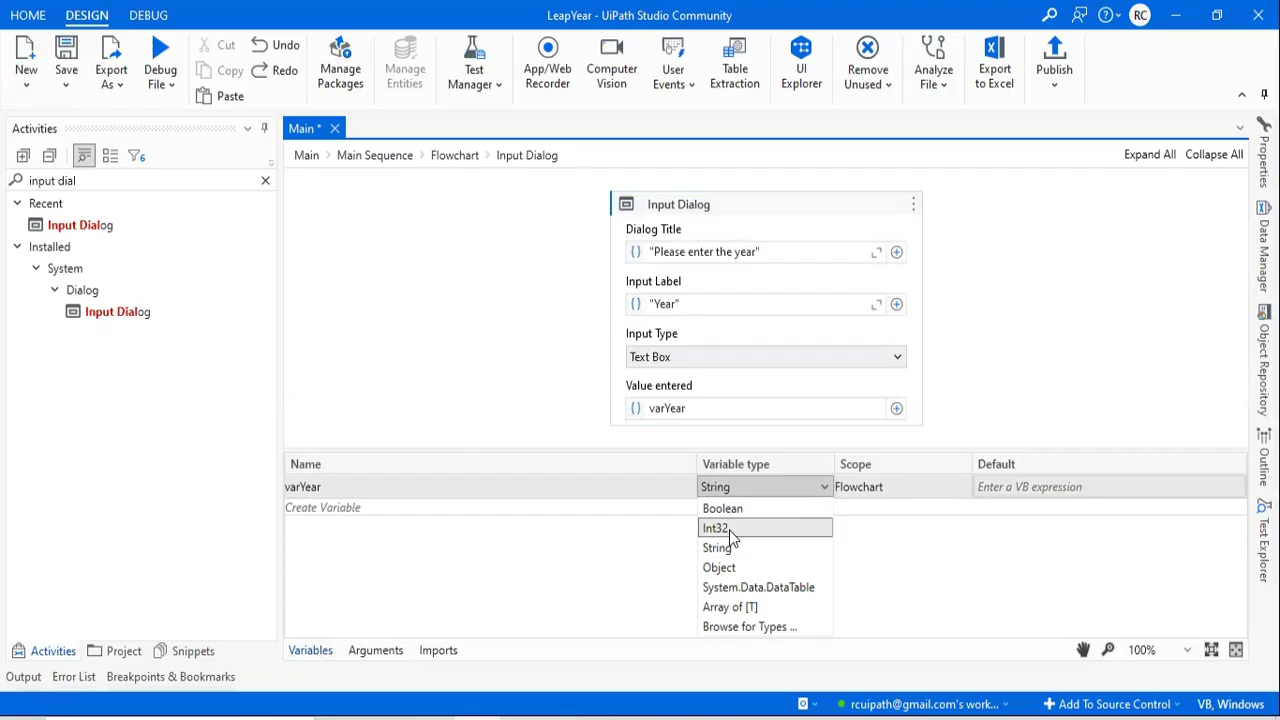 HOME DESIGN DEBUG LeapYear - UiPath Studio Community RC
New Save Export As Debug File Cut Copy Paste Undo Redo Manage Packages Manage Entities Test Manager App/Web Recorder Computer Vision User Events Table Extraction UI Explorer Remove Unused Analyze File Export to Excel Publish
Activities
6
input dial
Recent
Input Dialog
Installed
System
Dialog
Input Dialog
Main *
Main Main Sequence Flowchart Input Dialog Expand All Collapse All
Input Dialog
Dialog Title
"Please enter the year"
Input Label
"Year"
Input Type
Text Box
Value entered
varYear
Name Variable type Scope Default
varYear String Flowchart Enter a VB expression
Create Variable
Boolean
Int32
String
Object
System.Data.DataTable
Array of [T]
Browse for Types ...
Variables Arguments Imports 100%
Properties
Data Manager
Object Repository
Outline
Test Explorer
Activities Project Snippets
Output Error List Breakpoints & Bookmarks
rcuipath@gmail.com's work... Add To Source Control VB, Windows